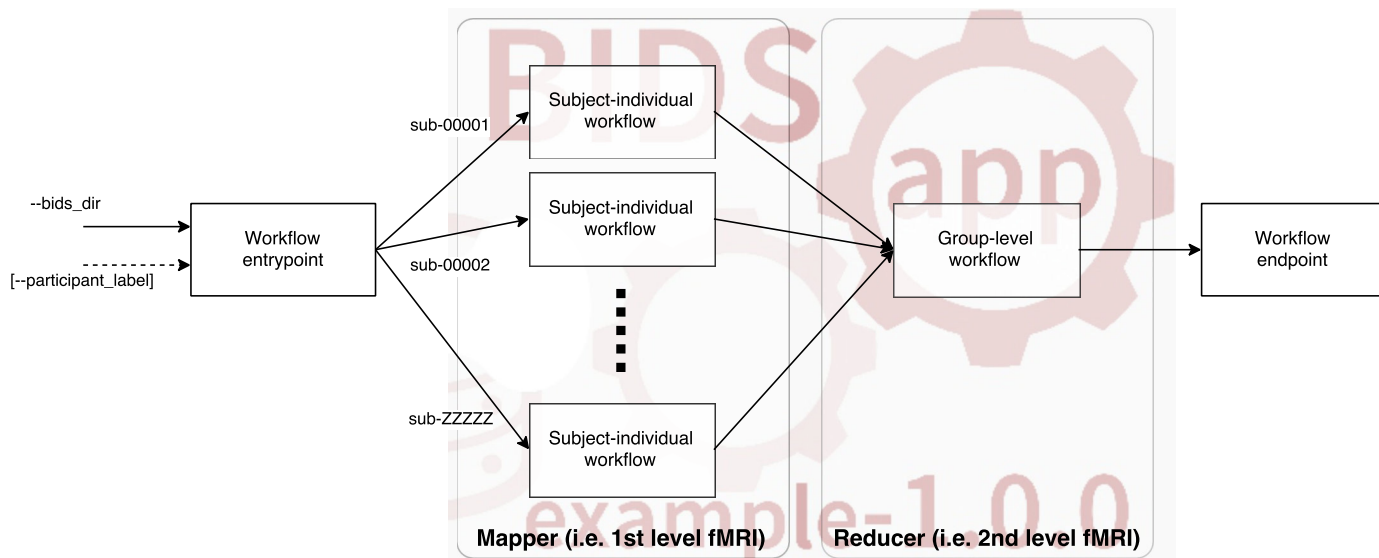 BIDS
app
example-1.0.0
--bids_dir
[--participant_label]
Workflow
entrypoint
sub-00001
sub-00002
sub-ZZZZZ
Subject-individual
workflow
Subject-individual
workflow
Subject-individual
workflow
Group-level
workflow
Workflow
endpoint
Mapper (i.e. 1st level fMRI)
Reducer (i.e. 2nd level fMRI)